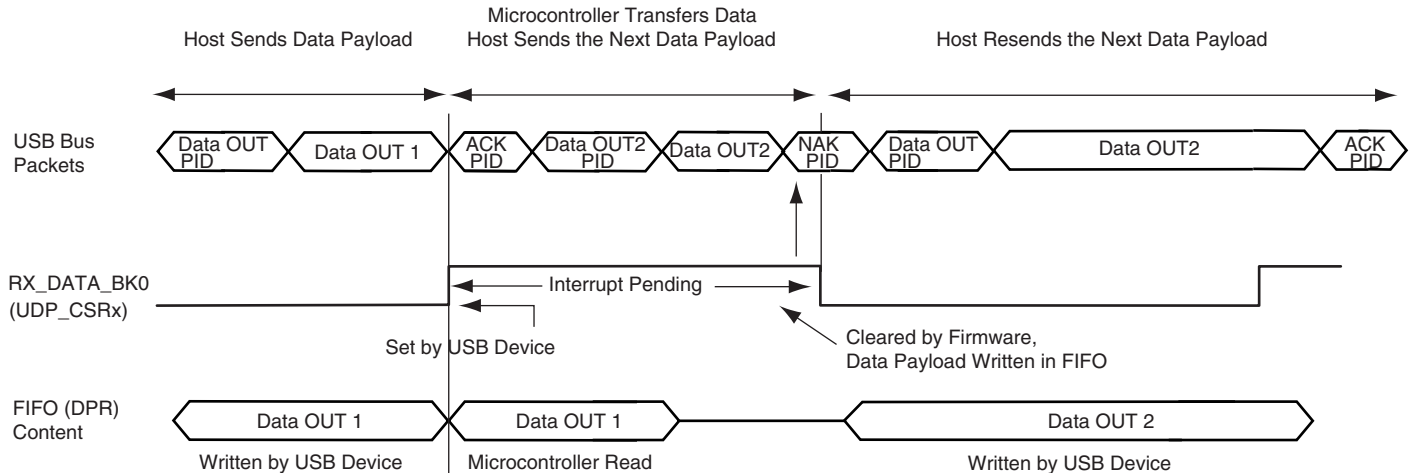 Host Sends Data Payload
Microcontroller Transfers Data
Host Sends the Next Data Payload
Host Resends the Next Data Payload
USB Bus
Packets
Data OUT
PID
Data OUT 1
ACK
PID
Data OUT2
PID
Data OUT2
NAK
PID
Data OUT
PID
Data OUT2
ACK
PID
RX_DATA_BK0
(UDP_CSRx)
Interrupt Pending
Set by USB Device
Cleared by Firmware,
Data Payload Written in FIFO
FIFO (DPR)
Content
Data OUT 1
Data OUT 1
Data OUT 2
Written by USB Device
Microcontroller Read
Written by USB Device